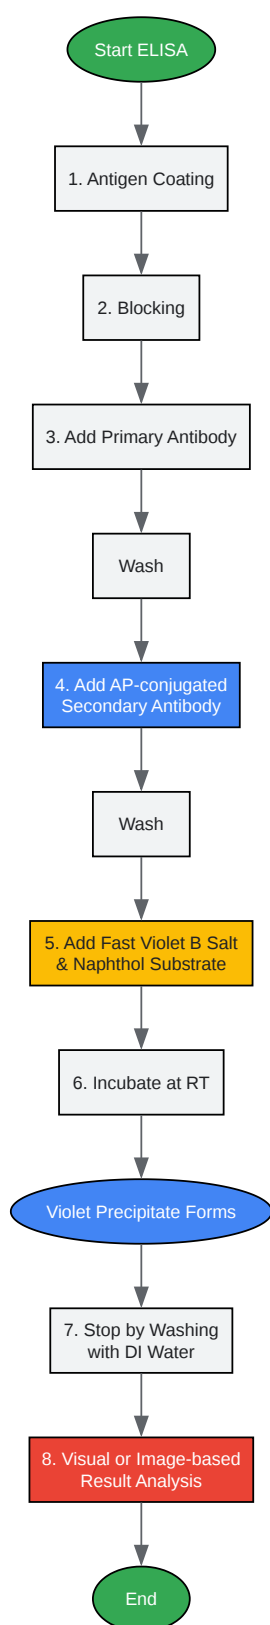 Start ELISA
1. Antigen Coating
2. Blocking
3. Add Primary Antibody
Wash
4. Add AP-conjugated
Secondary Antibody
Wash
5. Add Fast Violet B Salt
& Naphthol Substrate
6. Incubate at RT
Violet Precipitate Forms
7. Stop by Washing
with DI Water
8. Visual or Image-based
Result Analysis
End